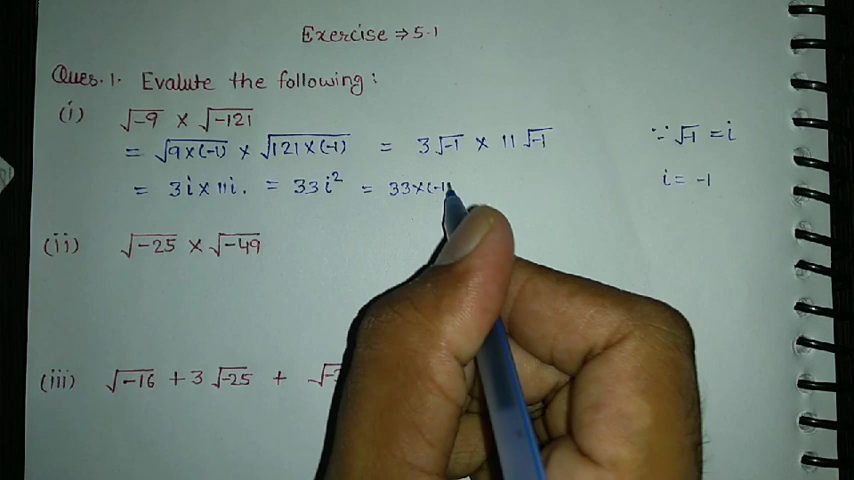 Exercise ⇒ 5.1
Ques. 1. Evalute the following :
(i) √-9 × √-121
= √9×(-1) × √121×(-1) = 3√-1 × 11√-1 ∵ √-1 = i
= 3i × 11i. = 33i² = 33×(-1 i = -1
(ii) √-25 × √-49
(iii) √-16 + 3√-25 +